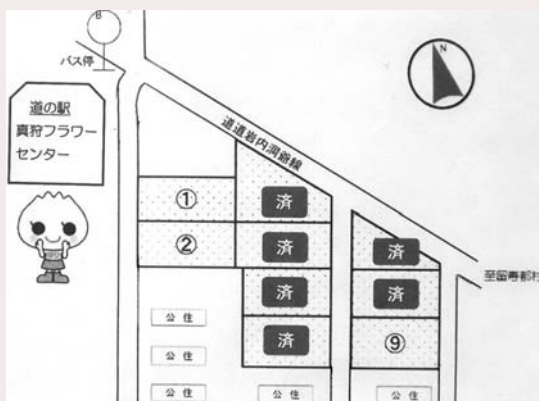 B
バス停
N
道の駅
真狩フラワー
センター
道道岩内洞爺線
①
済
②
済
済
至留寿都村
済
済
公住
済
⑨
公住
公住
公住
公住